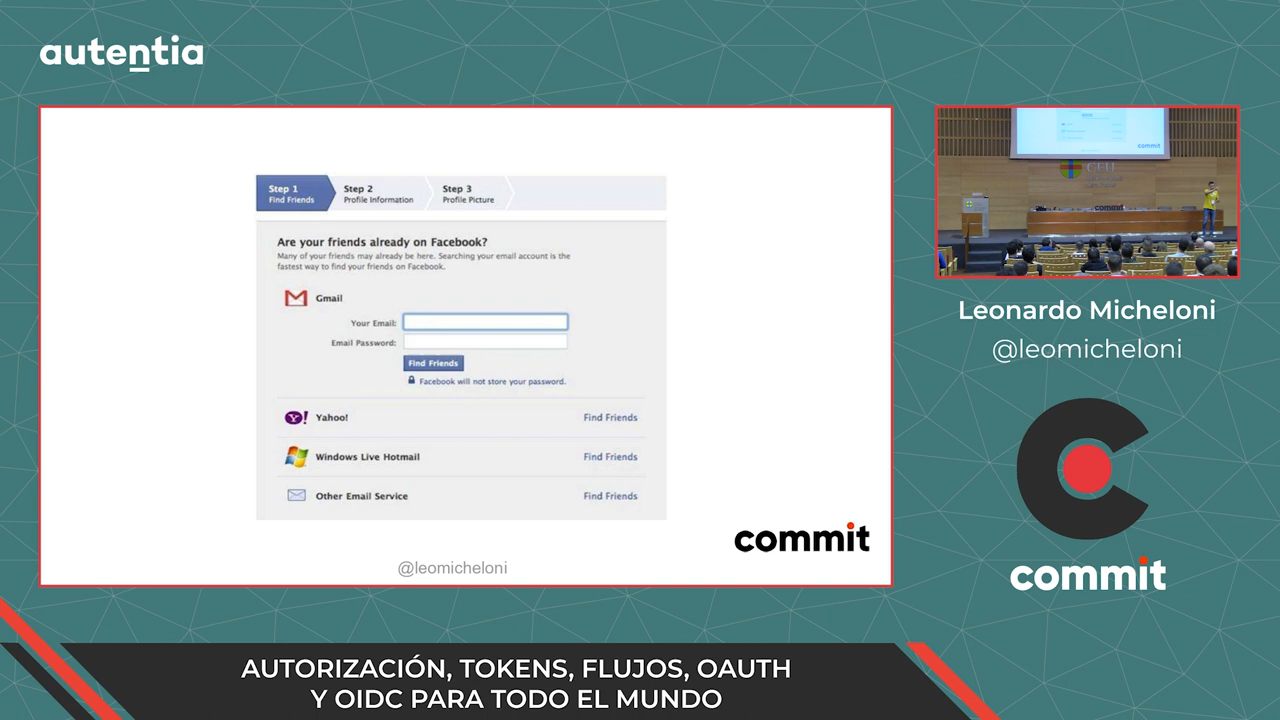 autentia
Step 1
Find Friends
Step 2
Profile Information
Step 3
Profile Picture
Are your friends already on Facebook?
Many of your friends may already be here. Searching your email account is the
fastest way to find your friends on Facebook.
Gmail
Your Email:
Email Password:
Find Friends
Facebook will not store your password.
Yahoo!
Find Friends
Windows Live Hotmail
Find Friends
Other Email Service
Find Friends
commit
@leomicheloni
commit
CEU
commit
Leonardo Micheloni
@leomicheloni
commit
AUTORIZACIÓN, TOKENS, FLUJOS, OAUTH
Y OIDC PARA TODO EL MUNDO